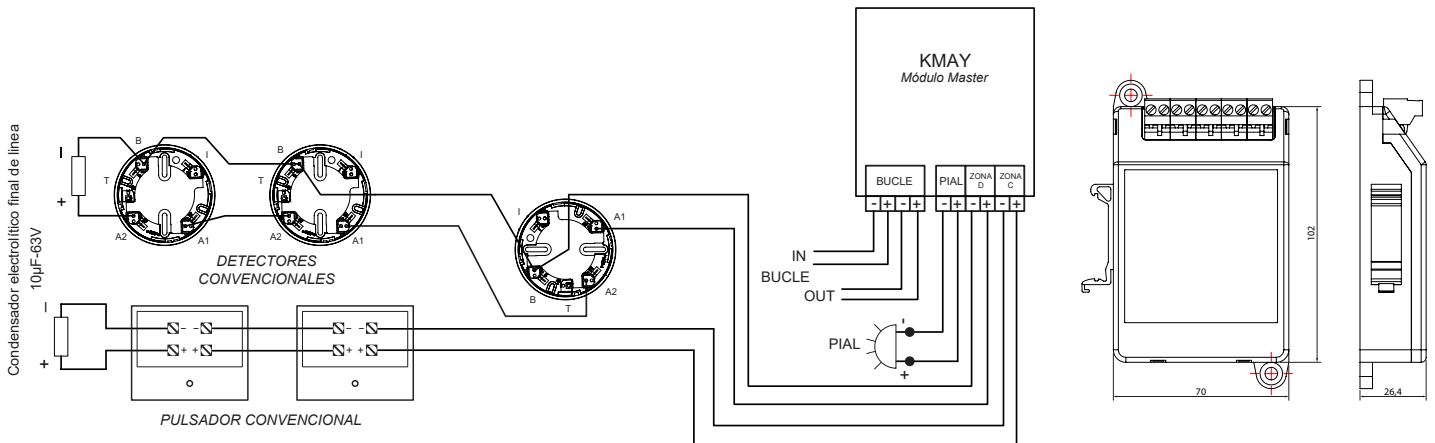 Condensador electrolítico final de línea
10µF-63V
-
+
B
I
T
A2
A1
B
I
T
A2
A1
DETECTORES
CONVENCIONALES
I
A1
B
T
A2
-
+
- -
+ +
- -
+ +
PULSADOR CONVENCIONAL
KMAY
Módulo Master
BUCLE
PIAL
ZONA
D
ZONA
C
- + - + - + - + - +
IN
BUCLE
OUT
PIAL
-
+
102
70
26,4